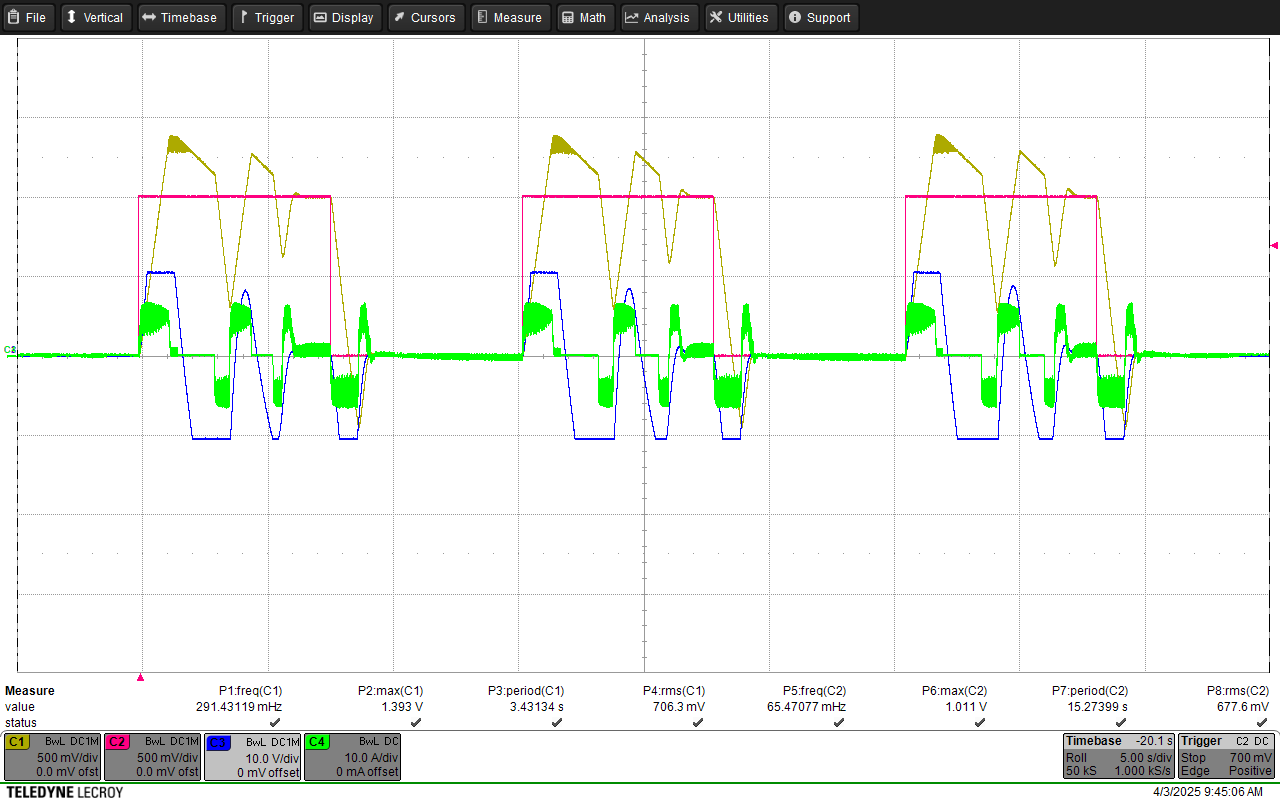 File Vertical Timebase Trigger Display Cursors Measure Math Analysis Utilities Support
Measure P1:freq(C1) P2:max(C1) P3:period(C1) P4:rms(C1) P5:freq(C2) P6:max(C2) P7:period(C2) P8:rms(C2)
value 291.43119 mHz 1.393 V 3.43134 s 706.3 mV 65.47077 mHz 1.011 V 15.27399 s 677.6 mV
status
C1 BwL DC1M C2 BwL DC1M C3 BwL DC1M C4 BwL DC Timebase -20.1 s Trigger C2 DC
500 mV/div 500 mV/div 10.0 V/div 10.0 A/div Roll 5.00 s/div Stop 700 mV
0.0 mV ofst 0.0 mV ofst 0 mV offset 0 mA offset 50 kS 1.000 kS/s Edge Positive
TELEDYNE LECROY 4/3/2025 9:45:06 AM